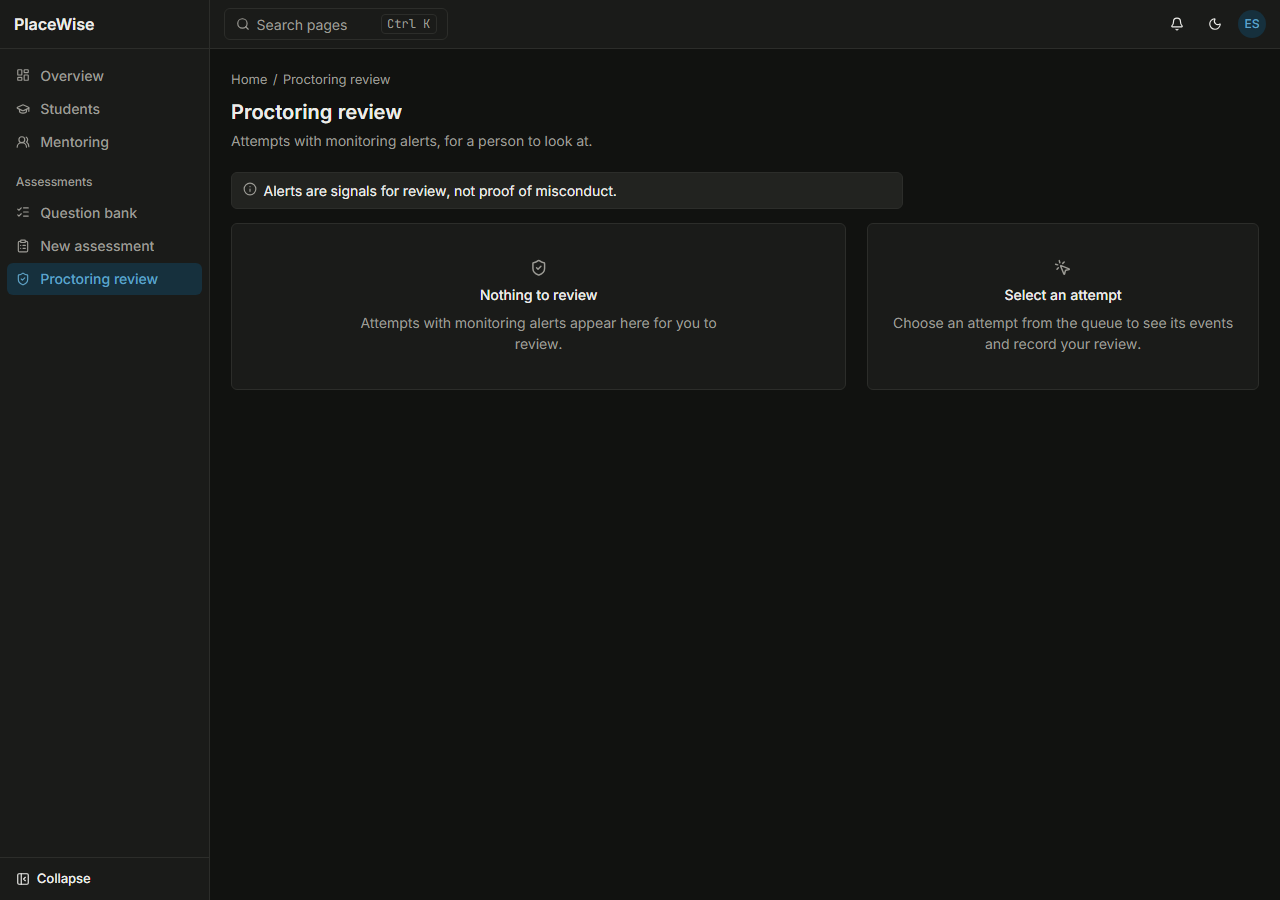 PlaceWise
Search pages
Ctrl K
ES
Overview
Students
Mentoring
Assessments
Question bank
New assessment
Proctoring review
Collapse
Home / Proctoring review
Proctoring review
Attempts with monitoring alerts, for a person to look at.
Alerts are signals for review, not proof of misconduct.
Nothing to review
Attempts with monitoring alerts appear here for you to
review.
Select an attempt
Choose an attempt from the queue to see its events
and record your review.